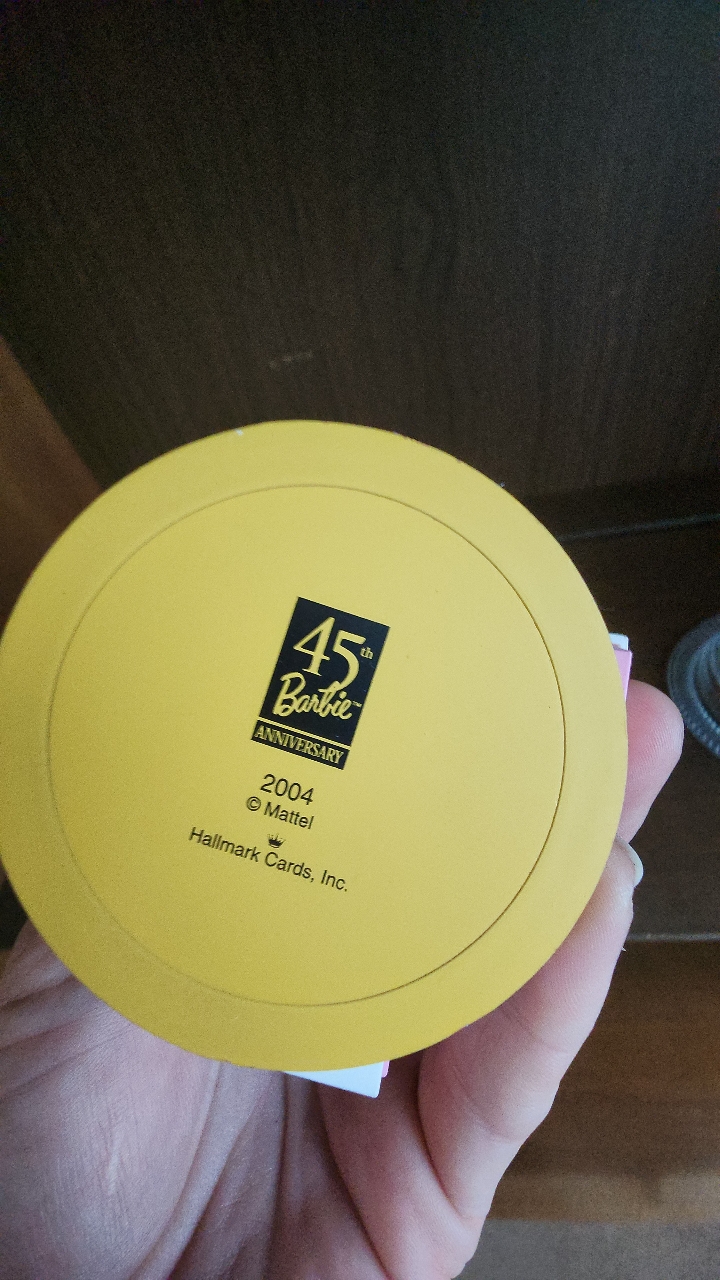 45th
Barbie™
ANNIVERSARY
2004
© Mattel
Hallmark Cards, Inc.